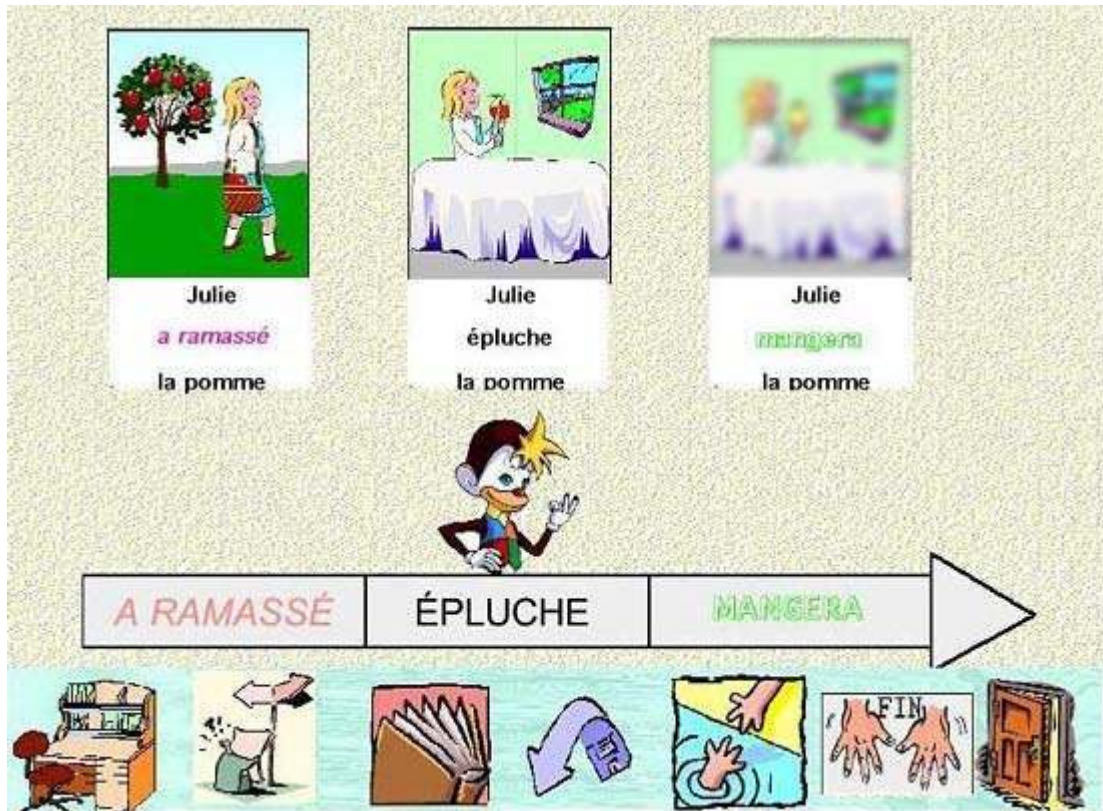 Julie
a ramassé
la pomme
Julie
épluche
la pomme
Julie
mangera
la pomme
A RAMASSÉ
ÉPLUCHE
MANGERA
FIN